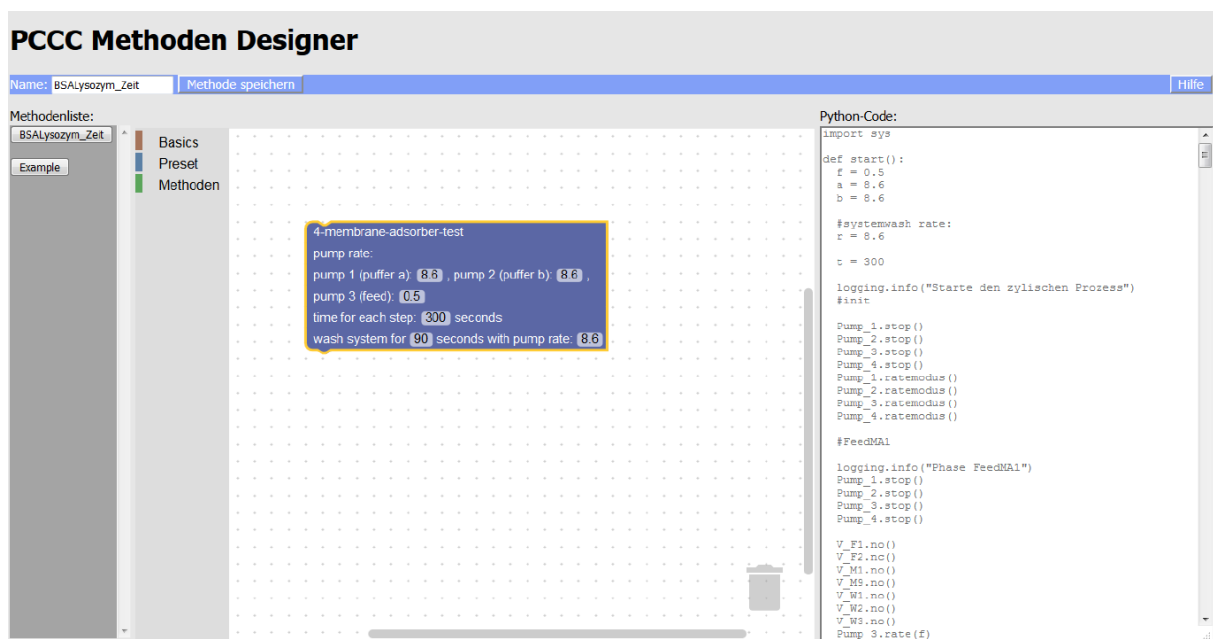 PCCC Methoden Designer
Name: BSALysozym_Zeit Methode speichern Hilfe
Methodenliste:
BSALysozym_Zeit
Example
Basics
Preset
Methoden
4-membrane-adsorber-test
pump rate:
pump 1 (puffer a): 8.6 , pump 2 (puffer b): 8.6 ,
pump 3 (feed): 0.5
time for each step: 300 seconds
wash system for 90 seconds with pump rate: 8.6
Python-Code:
import sys
def start():
f = 0.5
a = 8.6
b = 8.6
#systemwash rate:
r = 8.6
t = 300
logging.info("Starte den zylischen Prozess")
#init
Pump_1.stop()
Pump_2.stop()
Pump_3.stop()
Pump_4.stop()
Pump_1.ratemodus()
Pump_2.ratemodus()
Pump_3.ratemodus()
Pump_4.ratemodus()
#FeedMA1
logging.info("Phase FeedMA1")
Pump_1.stop()
Pump_2.stop()
Pump_3.stop()
Pump_4.stop()
V_F1.no()
V_F2.nc()
V_M1.no()
V_M9.no()
V_W1.no()
V_W2.no()
V_W3.no()
Pump_3.rate(f)